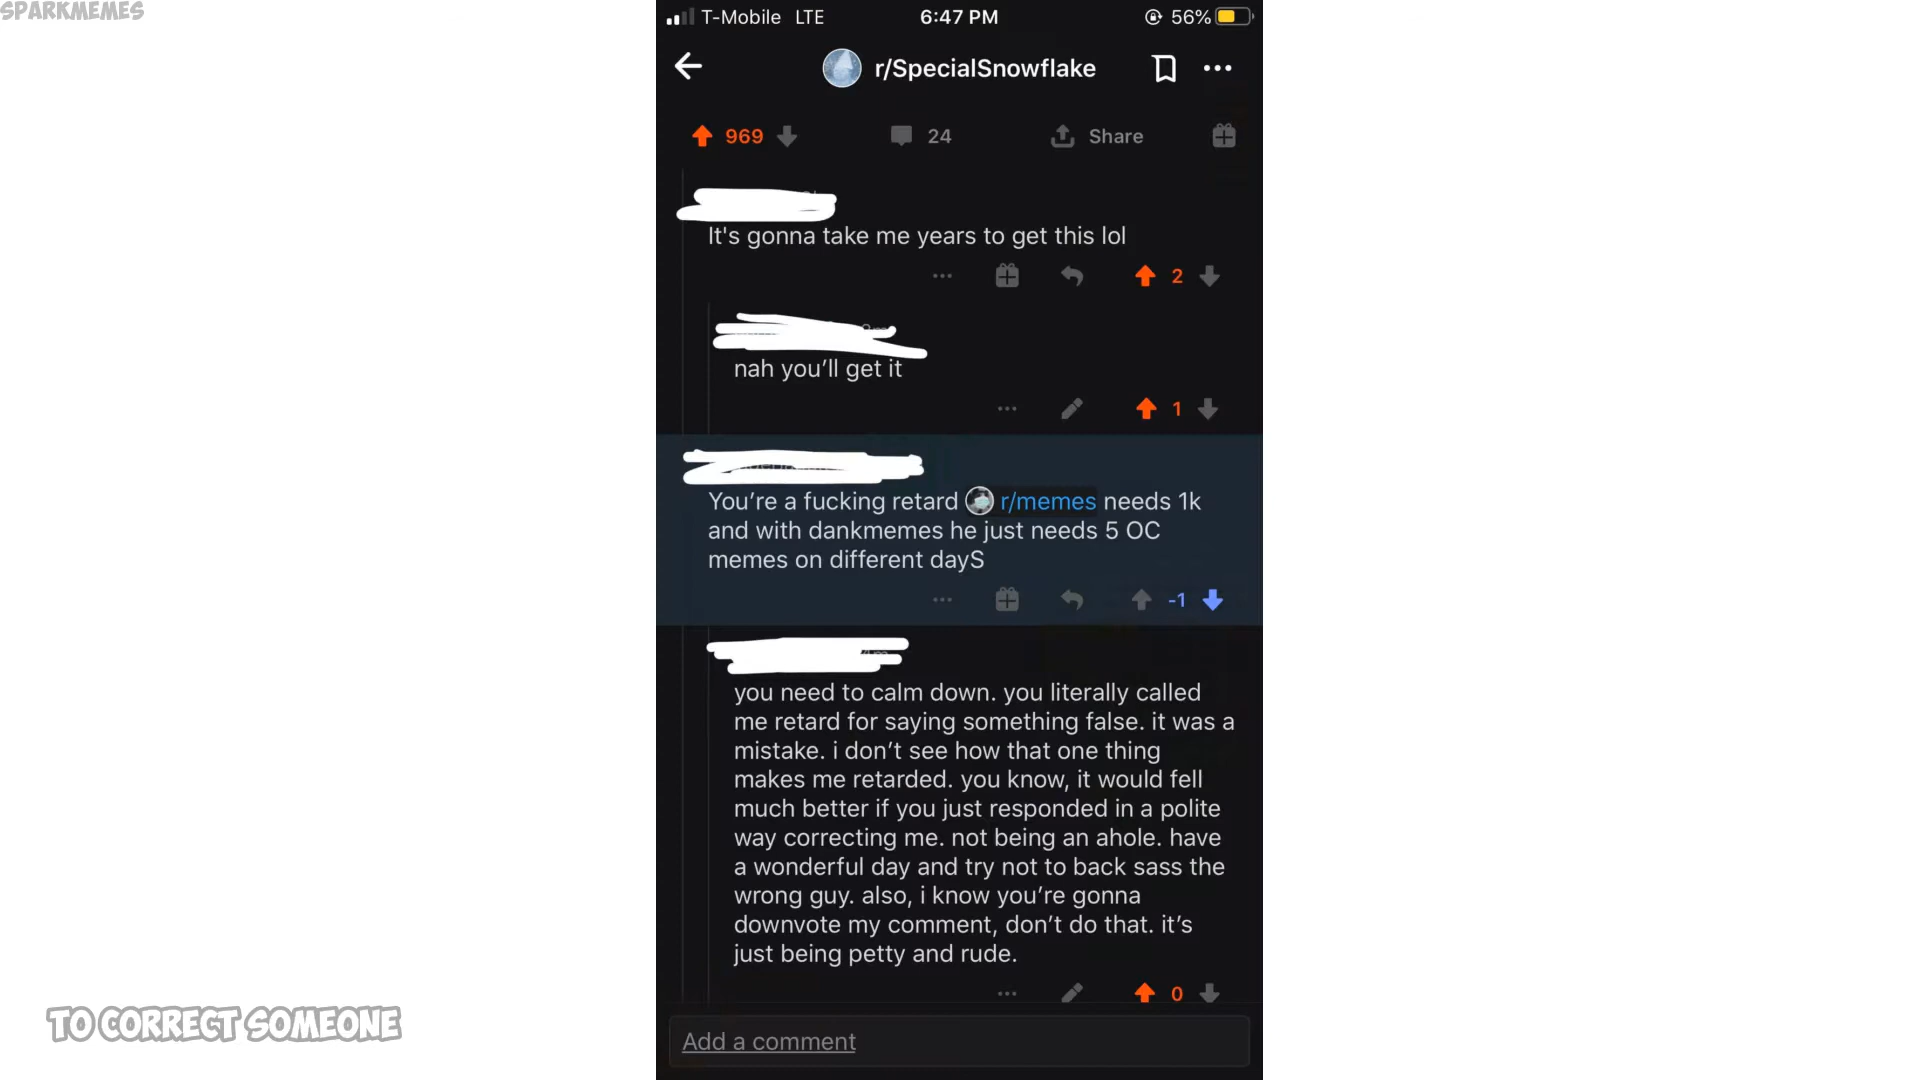 SPARKMEMES
T-Mobile LTE 6:47 PM 56%
r/SpecialSnowflake
969 24 Share
It's gonna take me years to get this lol
2
nah you’ll get it
1
You’re a fucking retard r/memes needs 1k
and with dankmemes he just needs 5 OC
memes on different dayS
-1
you need to calm down. you literally called
me retard for saying something false. it was a
mistake. i don’t see how that one thing
makes me retarded. you know, it would fell
much better if you just responded in a polite
way correcting me. not being an ahole. have
a wonderful day and try not to back sass the
wrong guy. also, i know you’re gonna
downvote my comment, don’t do that. it’s
just being petty and rude.
0
TO CORRECT SOMEONE
Add a comment